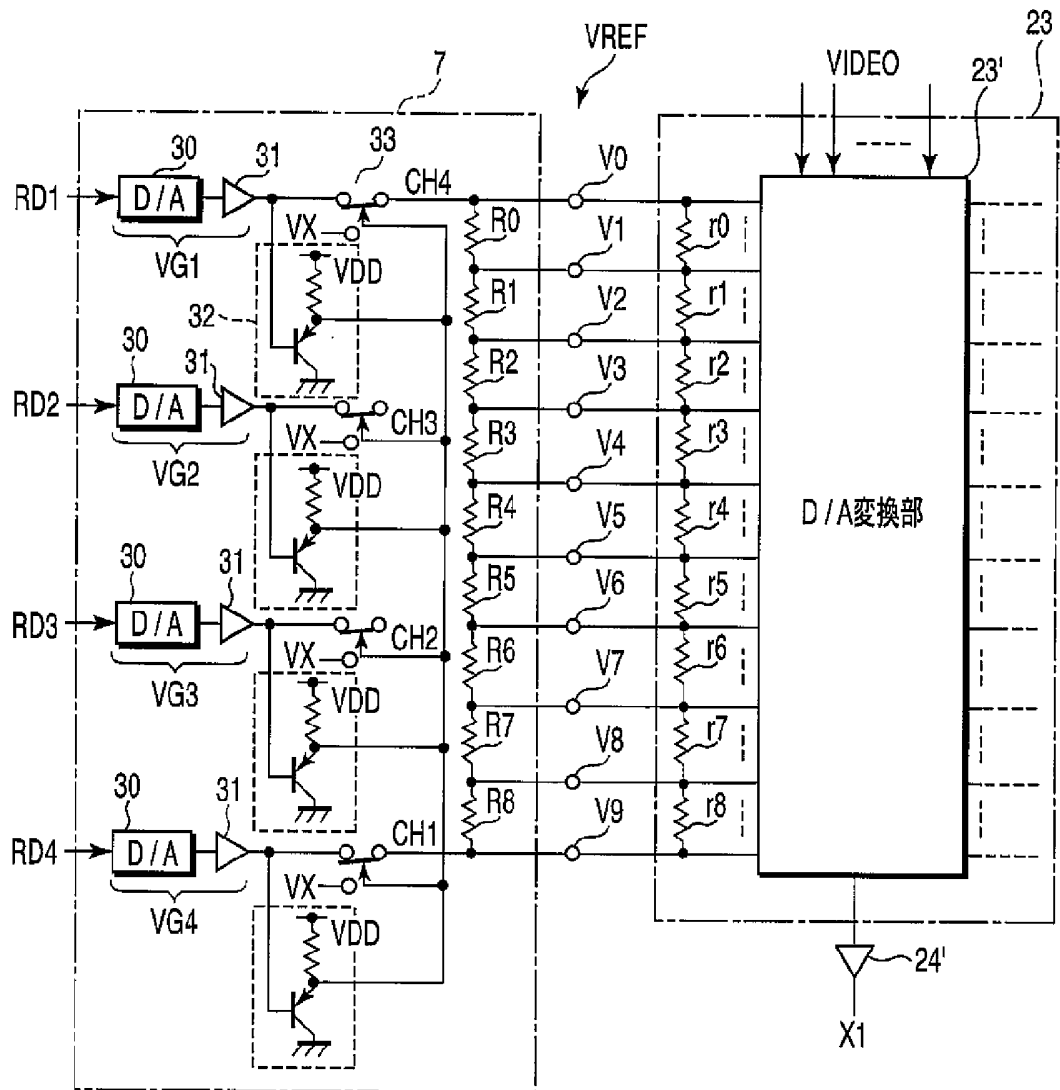 VREF
23
7
VIDEO
23'
30
31
33
RD1
D/A
CH4
V0
VG1
VX
R0
r0
VDD
V1
32
R1
r1
V2
30
31
R2
r2
RD2
D/A
CH3
V3
VG2
VX
R3
r3
VDD
V4
R4
r4
D/A変換部
V5
30
31
R5
r5
RD3
D/A
CH2
V6
VG3
VX
R6
r6
VDD
V7
R7
r7
V8
30
31
R8
r8
RD4
D/A
CH1
V9
VG4
VX
VDD
24'
X1